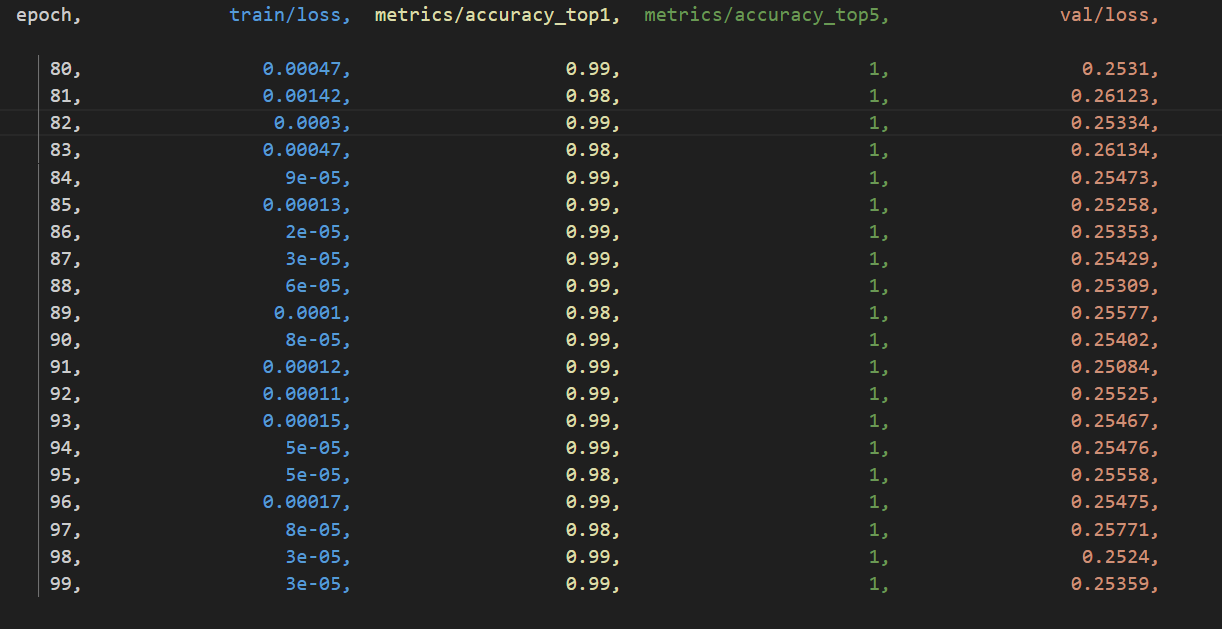 epoch, train/loss, metrics/accuracy_top1, metrics/accuracy_top5, val/loss,
80, 0.00047, 0.99, 1, 0.2531,
81, 0.00142, 0.98, 1, 0.26123,
82, 0.0003, 0.99, 1, 0.25334,
83, 0.00047, 0.98, 1, 0.26134,
84, 9e-05, 0.99, 1, 0.25473,
85, 0.00013, 0.99, 1, 0.25258,
86, 2e-05, 0.99, 1, 0.25353,
87, 3e-05, 0.99, 1, 0.25429,
88, 6e-05, 0.99, 1, 0.25309,
89, 0.0001, 0.98, 1, 0.25577,
90, 8e-05, 0.99, 1, 0.25402,
91, 0.00012, 0.99, 1, 0.25084,
92, 0.00011, 0.99, 1, 0.25525,
93, 0.00015, 0.99, 1, 0.25467,
94, 5e-05, 0.99, 1, 0.25476,
95, 5e-05, 0.98, 1, 0.25558,
96, 0.00017, 0.99, 1, 0.25475,
97, 8e-05, 0.98, 1, 0.25771,
98, 3e-05, 0.99, 1, 0.2524,
99, 3e-05, 0.99, 1, 0.25359,